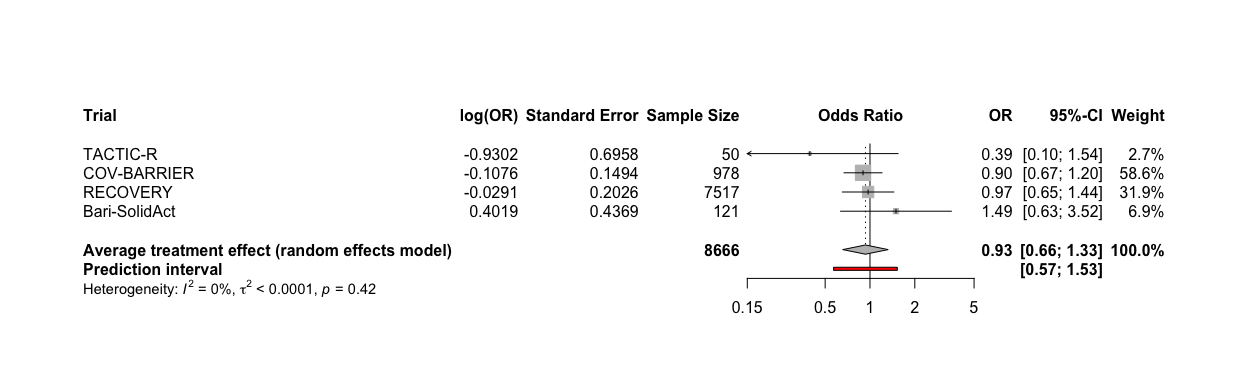 Trial log(OR) Standard Error Sample Size Odds Ratio OR 95%-CI Weight
TACTIC-R -0.9302 0.6958 50 0.39 [0.10; 1.54] 2.7%
COV-BARRIER -0.1076 0.1494 978 0.90 [0.67; 1.20] 58.6%
RECOVERY -0.0291 0.2026 7517 0.97 [0.65; 1.44] 31.9%
Bari-SolidAct 0.4019 0.4369 121 1.49 [0.63; 3.52] 6.9%
Average treatment effect (random effects model) 8666 0.93 [0.66; 1.33] 100.0%
Prediction interval [0.57; 1.53]
Heterogeneity: I² = 0%, τ² < 0.0001, p = 0.42
0.15 0.5 1 2 5